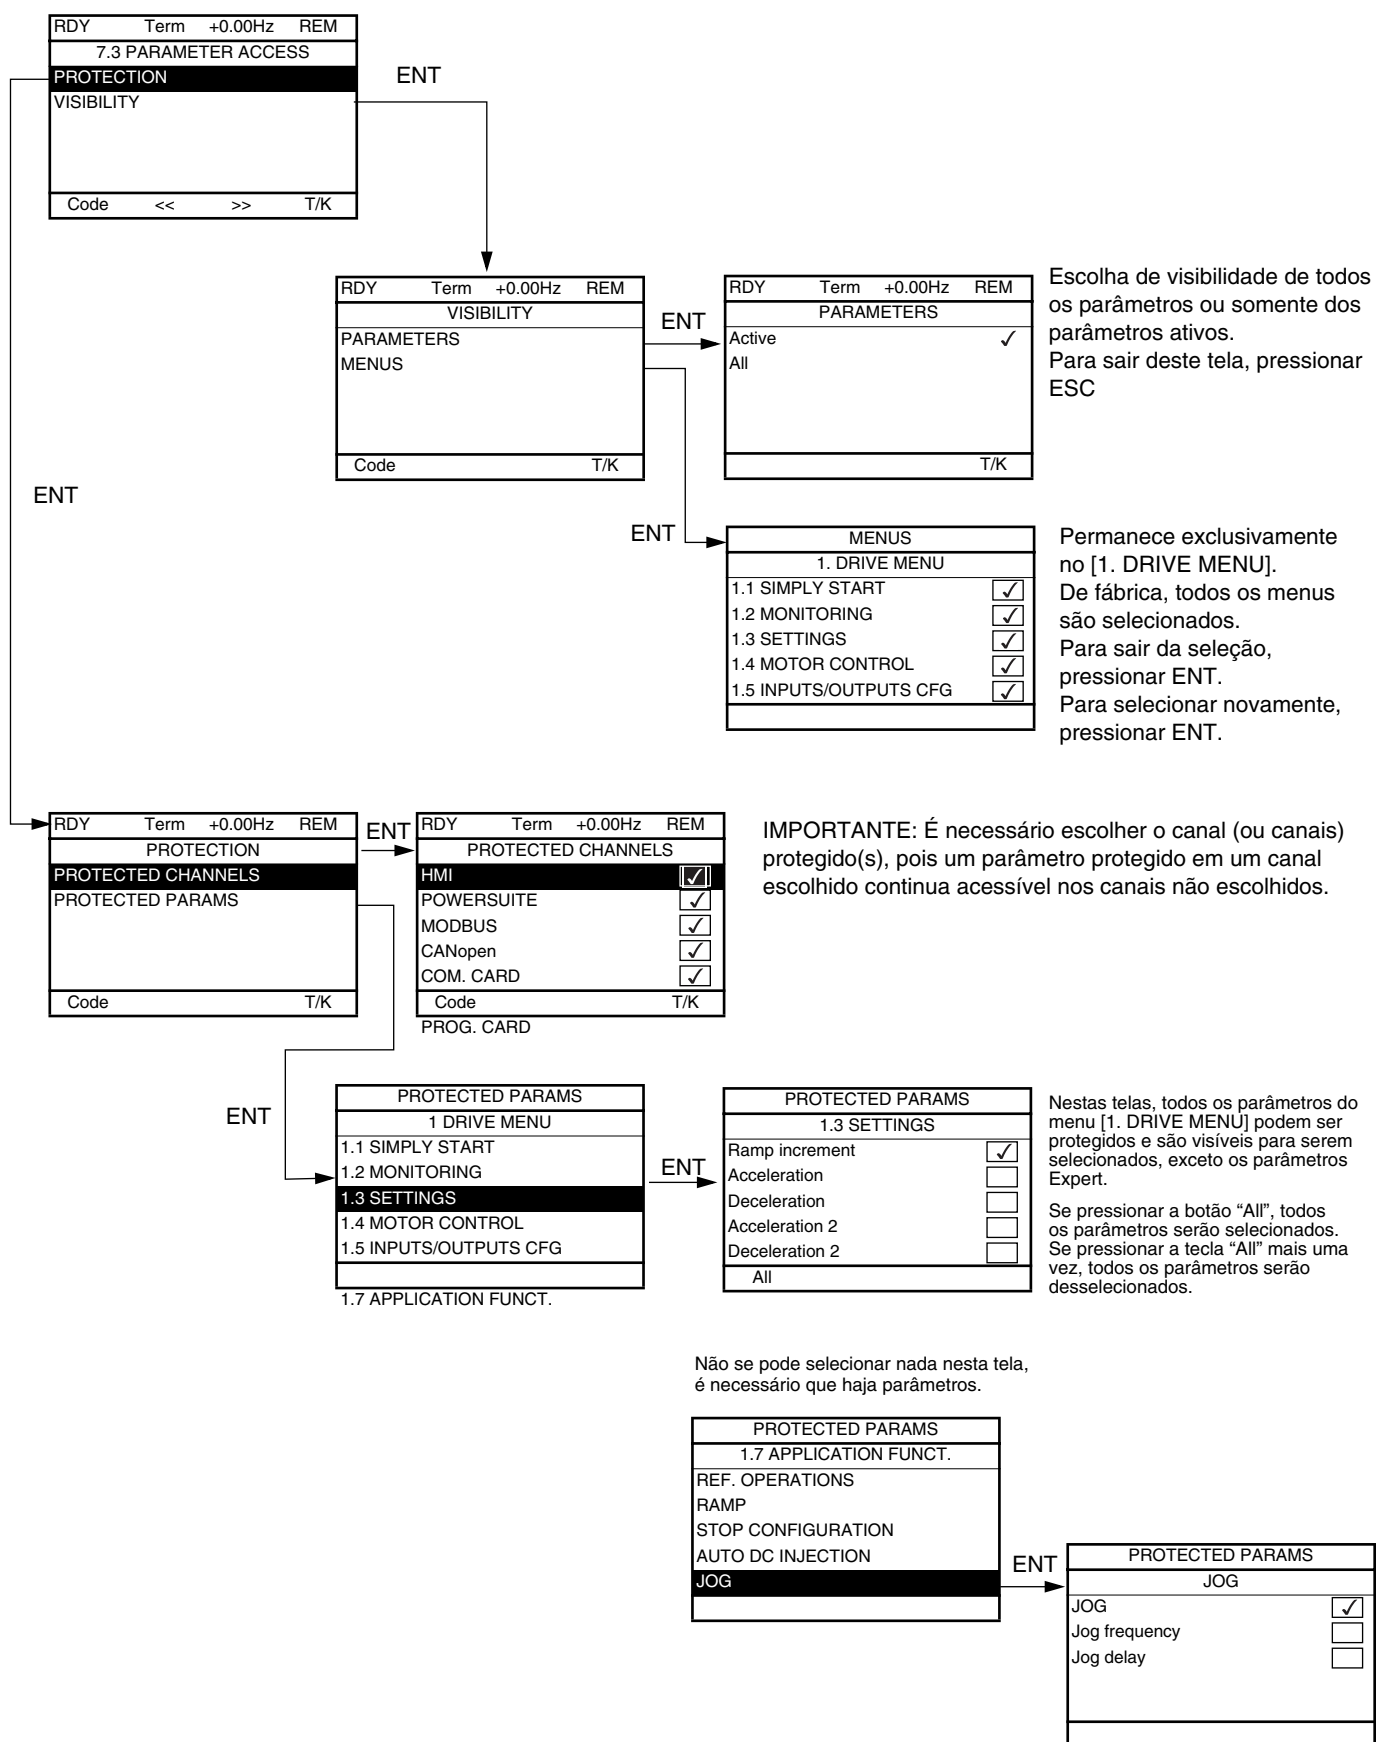 RDY Term +0.00Hz REM
7.3 PARAMETER ACCESS
PROTECTION
VISIBILITY
Code << >> T/K
ENT
RDY Term +0.00Hz REM
VISIBILITY
PARAMETERS
MENUS
Code T/K
ENT
RDY Term +0.00Hz REM
PARAMETERS
Active ✓
All
T/K
Escolha de visibilidade de todos
os parâmetros ou somente dos
parâmetros ativos.
Para sair deste tela, pressionar
ESC
ENT
ENT
MENUS
1. DRIVE MENU
1.1 SIMPLY START ✓
1.2 MONITORING ✓
1.3 SETTINGS ✓
1.4 MOTOR CONTROL ✓
1.5 INPUTS/OUTPUTS CFG ✓
Permanece exclusivamente
no [1. DRIVE MENU].
De fábrica, todos os menus
são selecionados.
Para sair da seleção,
pressionar ENT.
Para selecionar novamente,
pressionar ENT.
RDY Term +0.00Hz REM
PROTECTION
PROTECTED CHANNELS
PROTECTED PARAMS
Code T/K
ENT
RDY Term +0.00Hz REM
PROTECTED CHANNELS
HMI ✓
POWERSUITE ✓
MODBUS ✓
CANopen ✓
COM. CARD ✓
Code T/K
PROG. CARD
IMPORTANTE: É necessário escolher o canal (ou canais)
protegido(s), pois um parâmetro protegido em um canal
escolhido continua acessível nos canais não escolhidos.
ENT
PROTECTED PARAMS
1 DRIVE MENU
1.1 SIMPLY START
1.2 MONITORING
1.3 SETTINGS
1.4 MOTOR CONTROL
1.5 INPUTS/OUTPUTS CFG
1.7 APPLICATION FUNCT.
ENT
PROTECTED PARAMS
1.3 SETTINGS
Ramp increment ✓
Acceleration
Deceleration
Acceleration 2
Deceleration 2
All
Nestas telas, todos os parâmetros do
menu [1. DRIVE MENU] podem ser
protegidos e são visíveis para serem
selecionados, exceto os parâmetros
Expert.
Se pressionar a botão “All”, todos
os parâmetros serão selecionados.
Se pressionar a tecla “All” mais uma
vez, todos os parâmetros serão
desselecionados.
Não se pode selecionar nada nesta tela,
é necessário que haja parâmetros.
PROTECTED PARAMS
1.7 APPLICATION FUNCT.
REF. OPERATIONS
RAMP
STOP CONFIGURATION
AUTO DC INJECTION
JOG
ENT
PROTECTED PARAMS
JOG
JOG ✓
Jog frequency
Jog delay